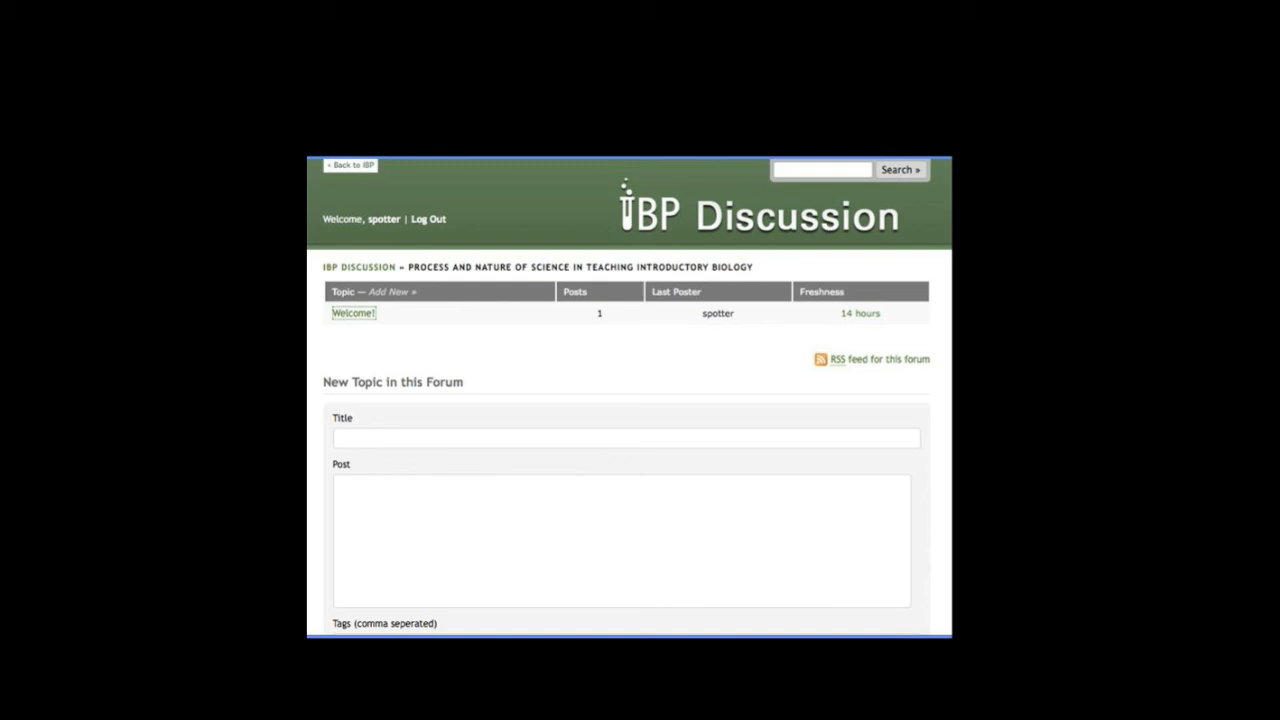 « Back to IBP
Search »
Welcome, spotter | Log Out
IBP Discussion
IBP DISCUSSION » PROCESS AND NATURE OF SCIENCE IN TEACHING INTRODUCTORY BIOLOGY
Topic — Add New » Posts Last Poster Freshness
Welcome! 1 spotter 14 hours
RSS feed for this forum
New Topic in this Forum
Title
Post
Tags (comma seperated)